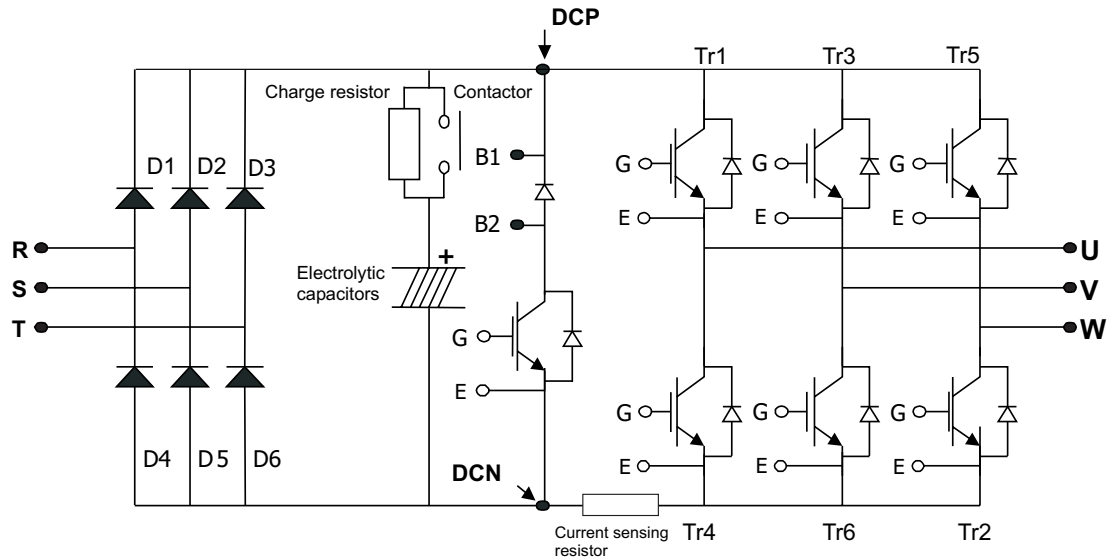 DCP
Tr1 Tr3 Tr5
Charge resistor Contactor
B1
D1 D2 D3
G G G
B2
E E E
R
U
Electrolytic
capacitors
+
S
V
T
W
G
E
G G G
D4 D5 D6
E E E
DCN
Current sensing
resistor
Tr4 Tr6 Tr2